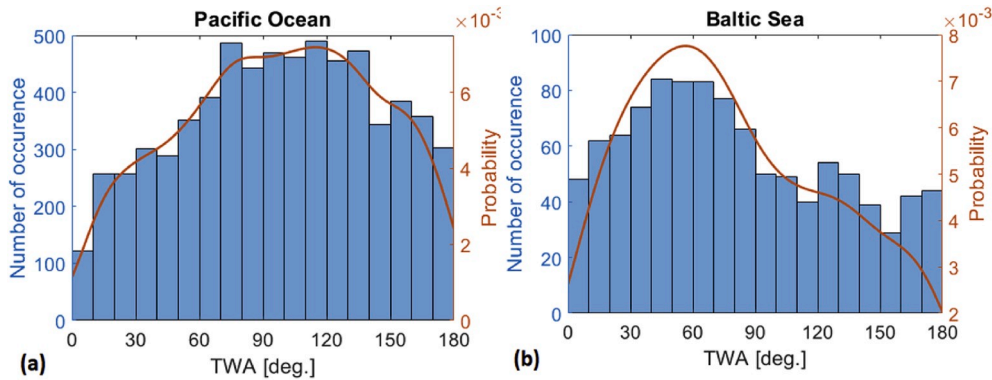 Pacific Ocean
×10⁻³
500
400
300
200
100
0
Number of occurence
6
4
2
0
Probability
0 30 60 90 120 150 180
TWA [deg.]
(a)
Baltic Sea
×10⁻³
100
80
60
40
20
0
Number of occurence
8
7
6
5
4
3
2
Probability
0 30 60 90 120 150 180
TWA [deg.]
(b)